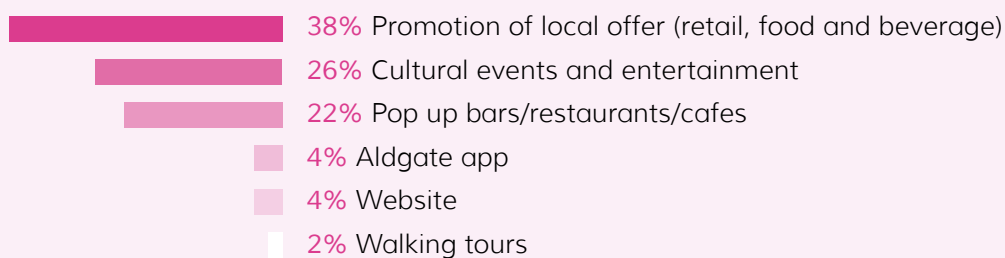 38% Promotion of local offer (retail, food and beverage)
26% Cultural events and entertainment
22% Pop up bars/restaurants/cafes
4% Aldgate app
4% Website
2% Walking tours